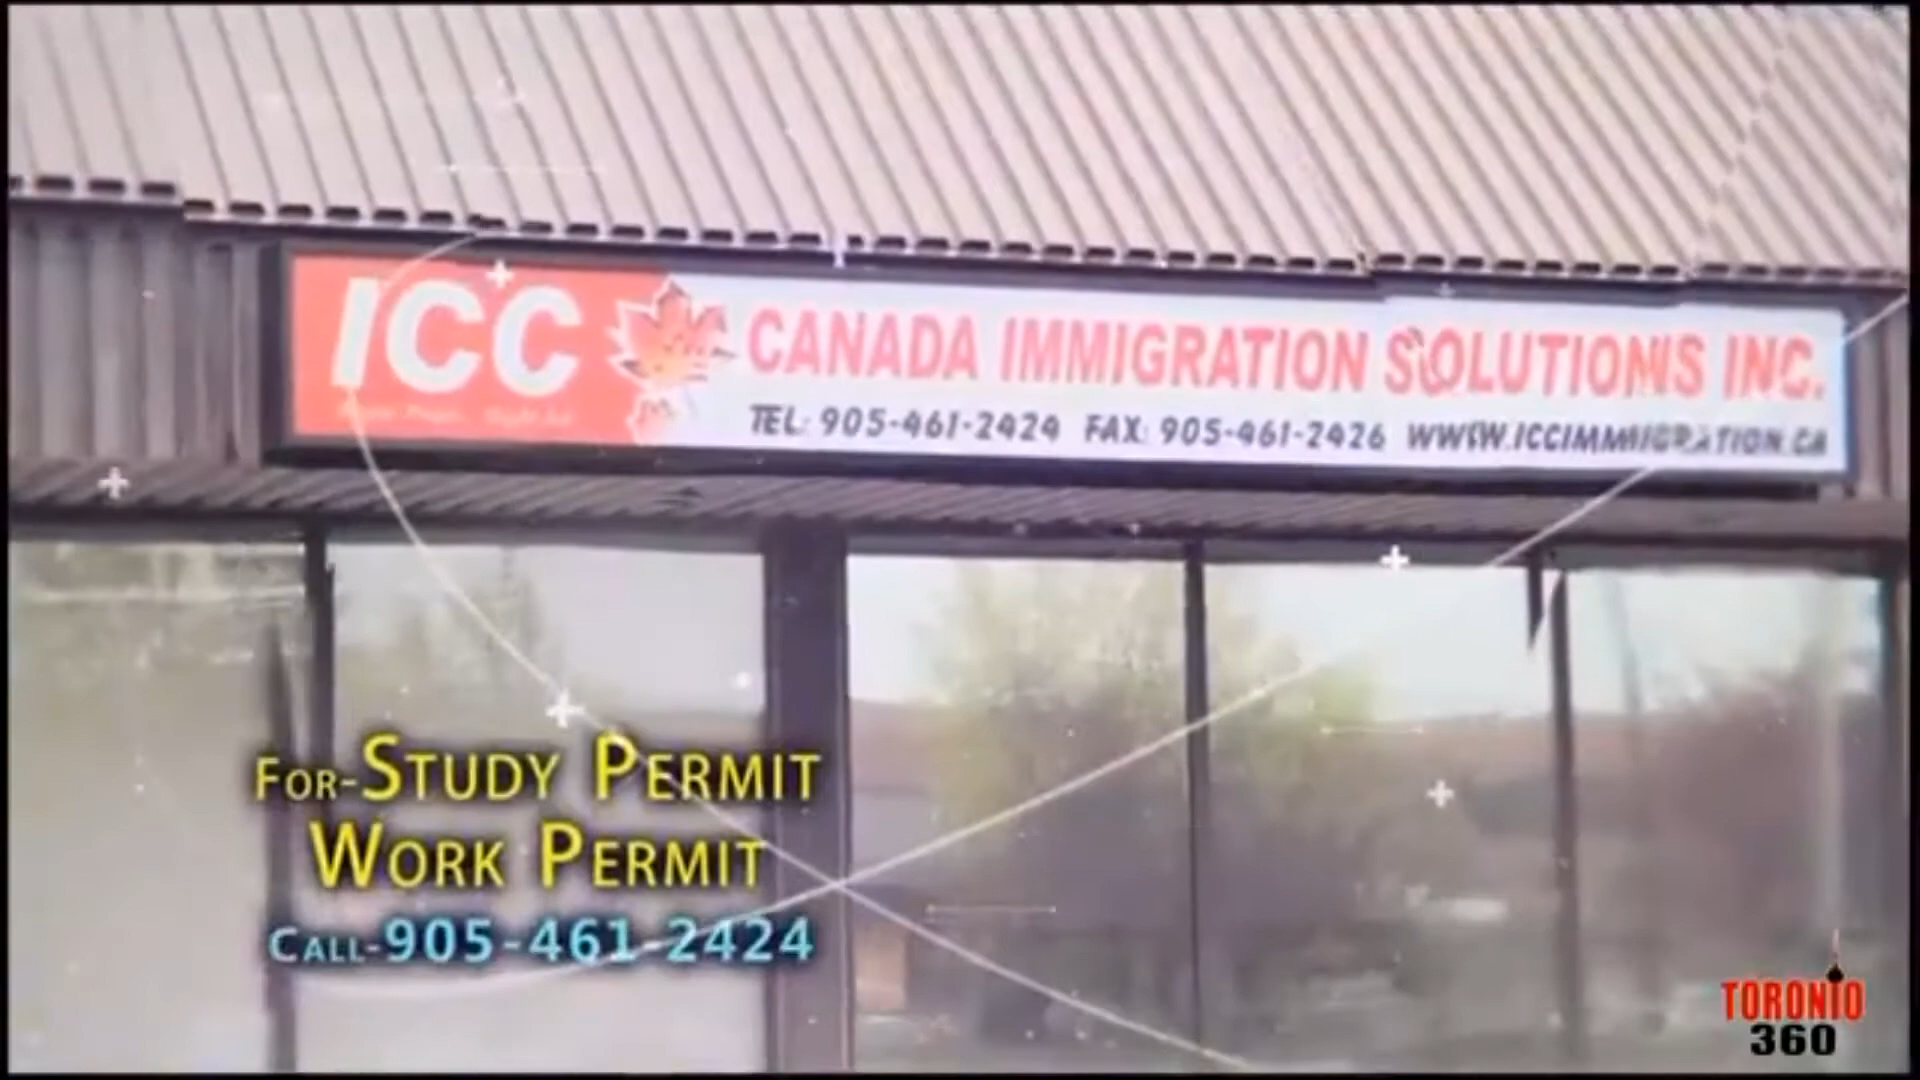 ICC
CANADA IMMIGRATION SOLUTIONS INC.
TEL: 905-461-2424 FAX: 905-461-2426 WWW.ICCIMMIGRATION.CA
FOR-STUDY PERMIT
WORK PERMIT
CALL-905-461-2424
TORONTO
360